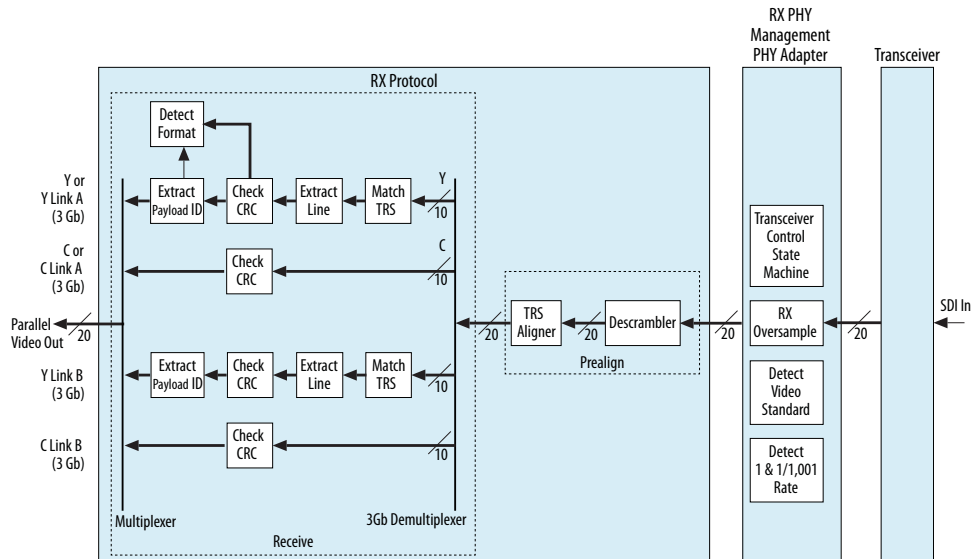 RX PHY
Management
PHY Adapter
Transceiver
RX Protocol
Detect
Format
Y or
Y Link A
(3 Gb)
Extract
Payload ID
Check
CRC
Extract
Line
Match
TRS
Y
10
C or
C Link A
(3 Gb)
Check
CRC
C
10
Transceiver
Control
State
Machine
Parallel
Video Out
20
20
TRS
Aligner
20
Descrambler
20
Prealign
RX
Oversample
20
SDI In
Y Link B
(3 Gb)
Extract
Payload ID
Check
CRC
Extract
Line
Match
TRS
10
Detect
Video
Standard
C Link B
(3 Gb)
Check
CRC
10
Detect
1 & 1/1,001
Rate
Multiplexer
3Gb Demultiplexer
Receive